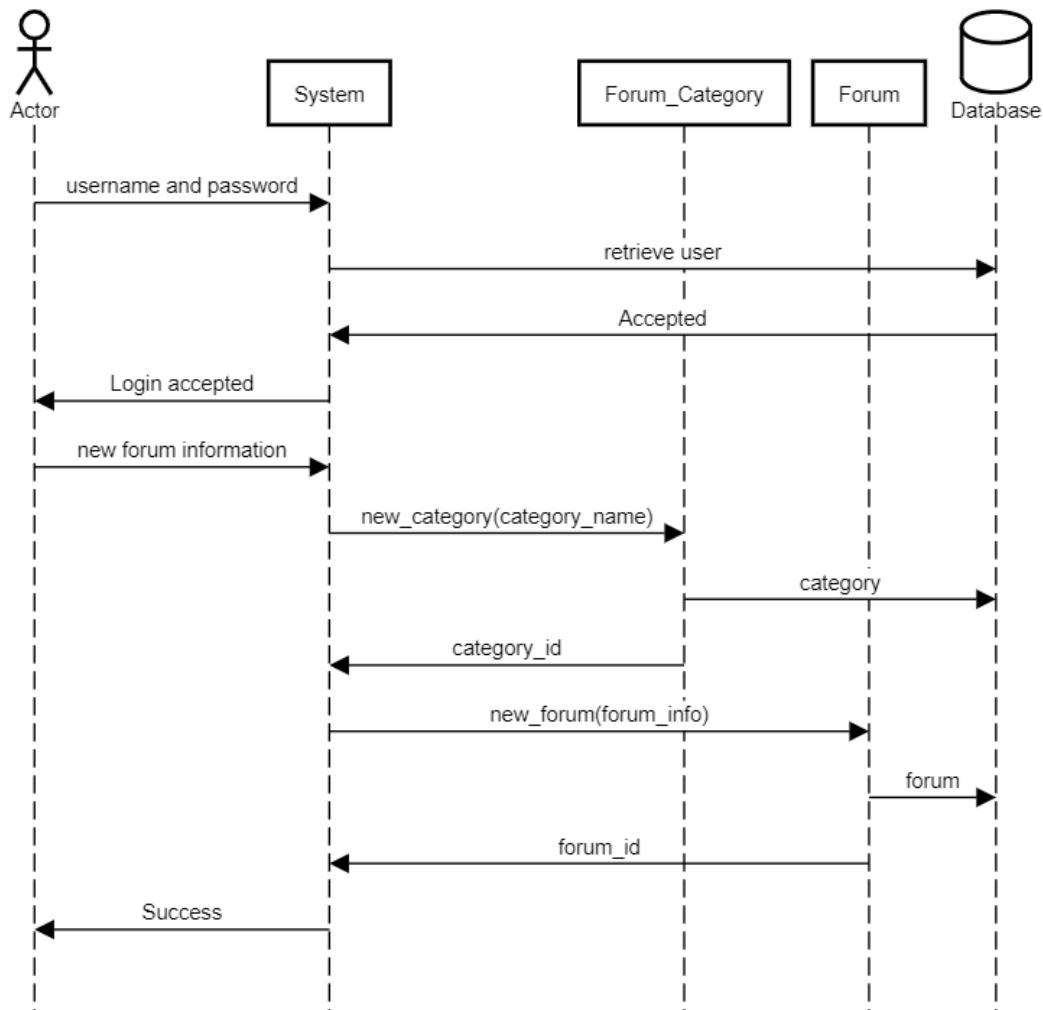 Actor
System
Forum_Category
Forum
Database
username and password
retrieve user
Accepted
Login accepted
new forum information
new_category(category_name)
category
category_id
new_forum(forum_info)
forum
forum_id
Success